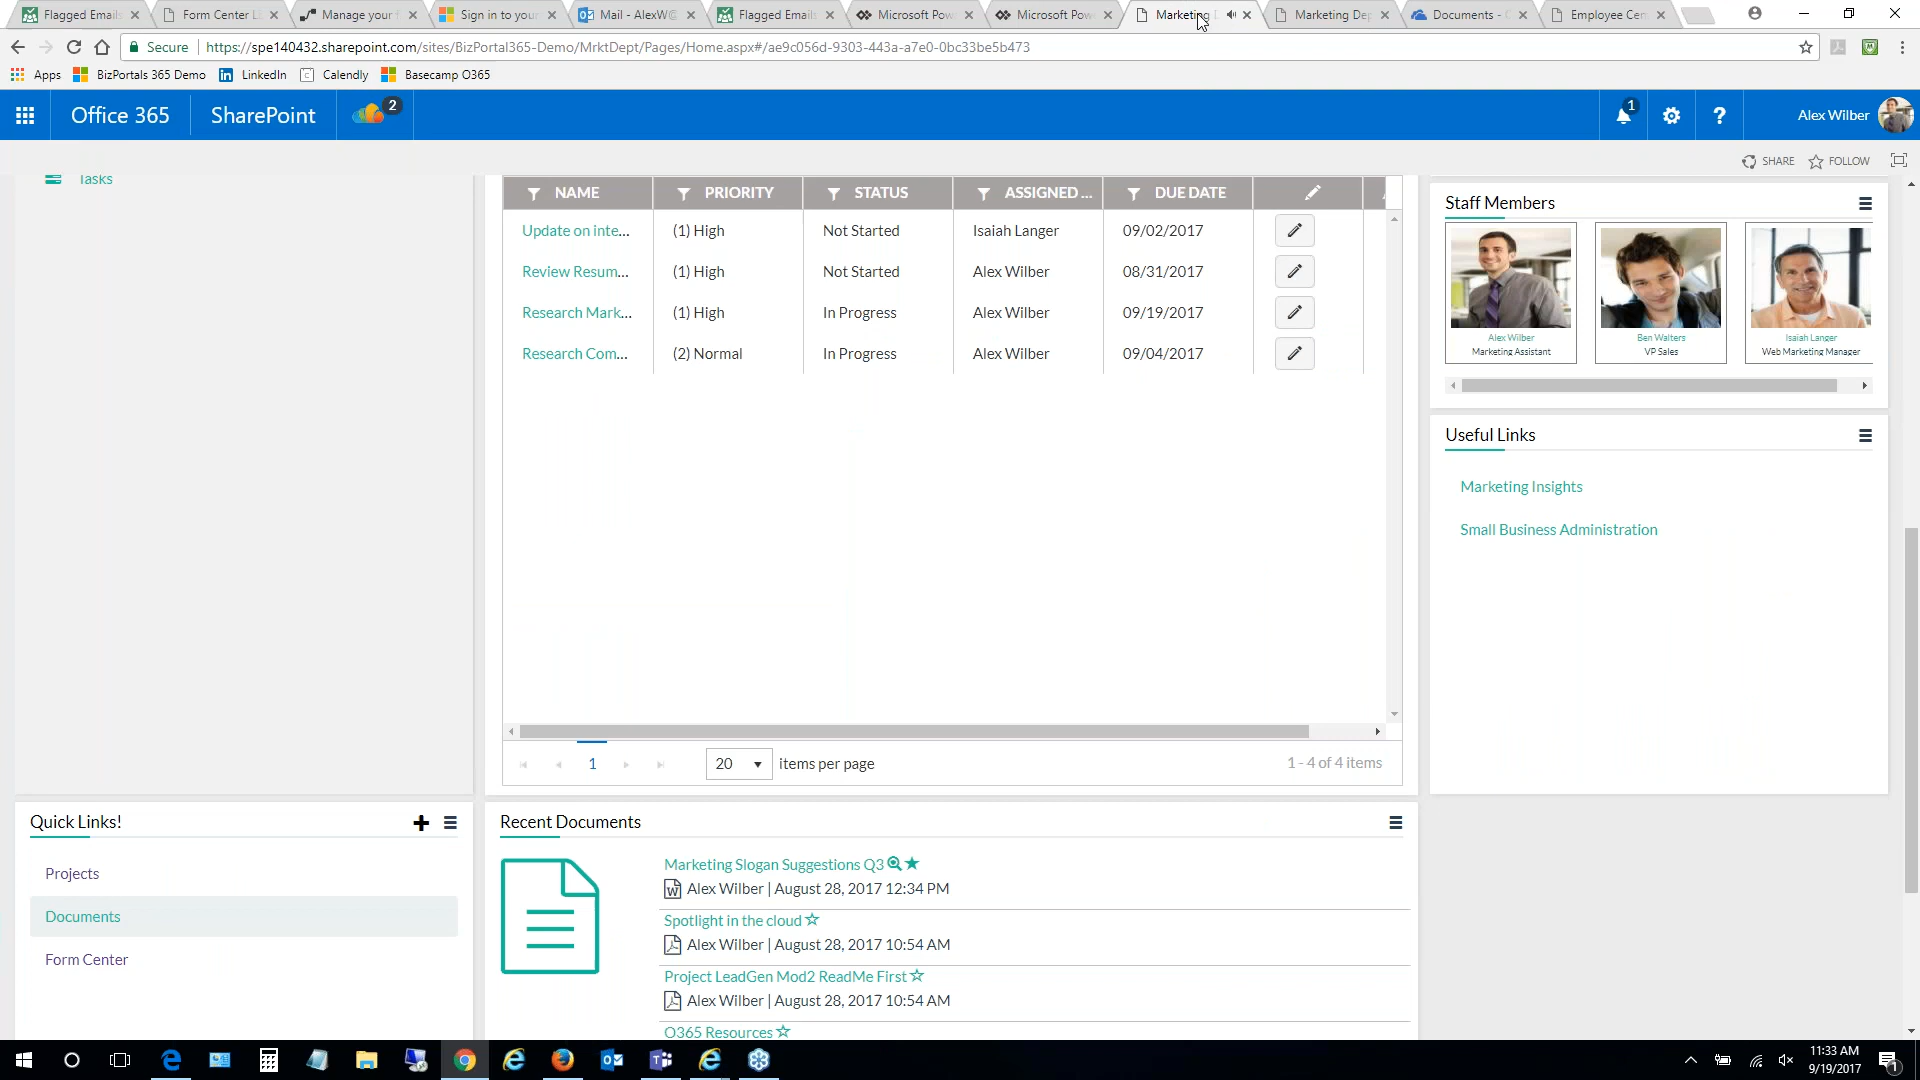 Flagged Emails
Form Center Li
Manage your f
Sign in to your
Mail - AlexW@
Flagged Emails
Microsoft Pow
Microsoft Pow
Marketing D
Marketing Dep
Documents - O
Employee Cen
Secure
https://spe140432.sharepoint.com/sites/BizPortal365-Demo/MrktDept/Pages/Home.aspx#/ae9c056d-9303-443a-a7e0-0bc33be5b473
Apps
BizPortals 365 Demo
LinkedIn
Calendly
Basecamp O365
Office 365
SharePoint
2
1
?
Alex Wilber
SHARE
FOLLOW
Tasks
NAME PRIORITY STATUS ASSIGNED ... DUE DATE
Update on inte... (1) High Not Started Isaiah Langer 09/02/2017
Review Resum... (1) High Not Started Alex Wilber 08/31/2017
Research Mark... (1) High In Progress Alex Wilber 09/19/2017
Research Com... (2) Normal In Progress Alex Wilber 09/04/2017
1
20
items per page
1 - 4 of 4 items
Staff Members
Alex Wilber
Marketing Assistant
Ben Walters
VP Sales
Isaiah Langer
Web Marketing Manager
Useful Links
Marketing Insights
Small Business Administration
Quick Links!
Projects
Documents
Form Center
Recent Documents
Marketing Slogan Suggestions Q3
Alex Wilber | August 28, 2017 12:34 PM
Spotlight in the cloud
Alex Wilber | August 28, 2017 10:54 AM
Project LeadGen Mod2 ReadMe First
Alex Wilber | August 28, 2017 10:54 AM
O365 Resources
11:33 AM
9/19/2017
1